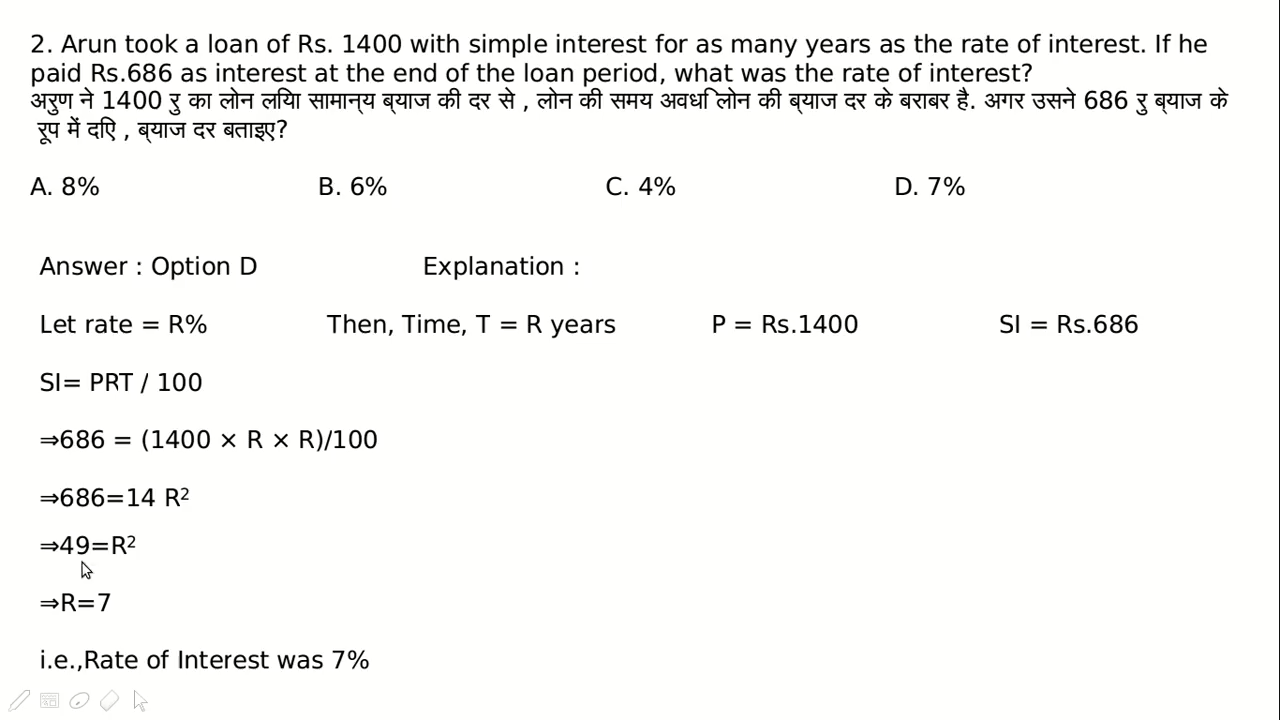 2. Arun took a loan of Rs. 1400 with simple interest for as many years as the rate of interest. If he
paid Rs.686 as interest at the end of the loan period, what was the rate of interest?
अरुण ने 1400 रु का लोन लिया सामान्य ब्याज की दर से , लोन की समय अवधि लोन की ब्याज दर के बराबर है. अगर उसने 686 रु ब्याज के
रूप में दिए , ब्याज दर बताइए?
A. 8% B. 6% C. 4% D. 7%
Answer : Option D Explanation :
Let rate = R% Then, Time, T = R years P = Rs.1400 SI = Rs.686
SI= PRT / 100
⇒686 = (1400 × R × R)/100
⇒686=14 R²
⇒49=R²
⇒R=7
i.e.,Rate of Interest was 7%